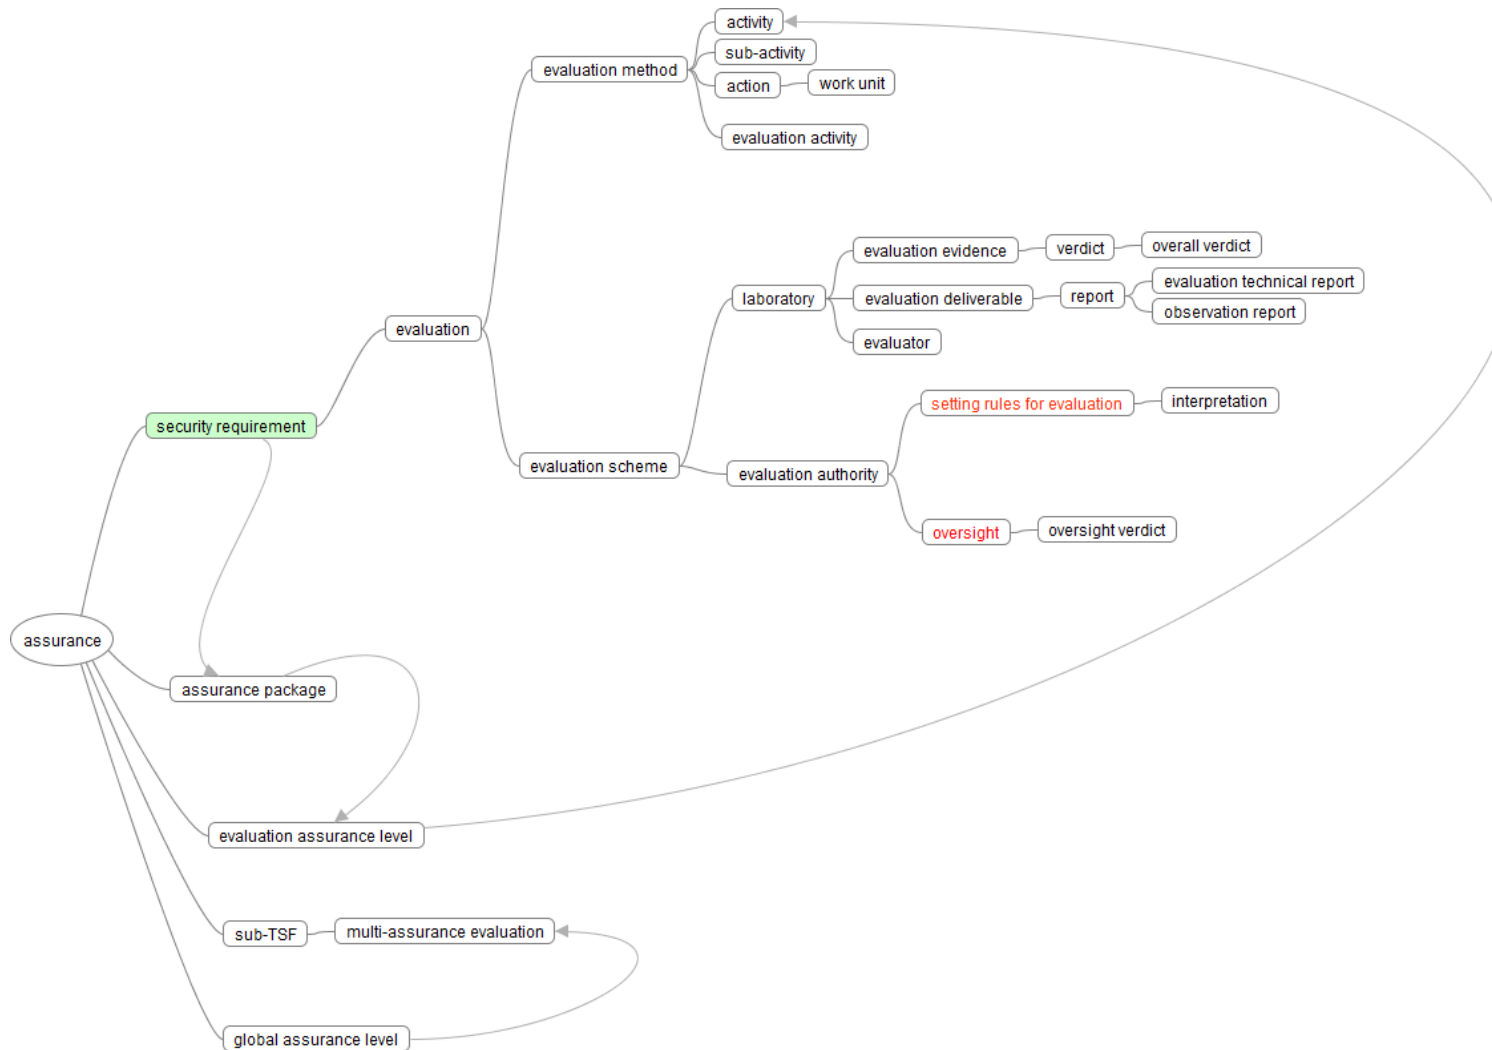 activity
sub-activity
evaluation method
action
work unit
evaluation activity
evaluation evidence
verdict
overall verdict
laboratory
evaluation deliverable
report
evaluation technical report
observation report
evaluation
evaluator
setting rules for evaluation
interpretation
security requirement
evaluation scheme
evaluation authority
oversight
oversight verdict
assurance
assurance package
evaluation assurance level
sub-TSF
multi-assurance evaluation
global assurance level